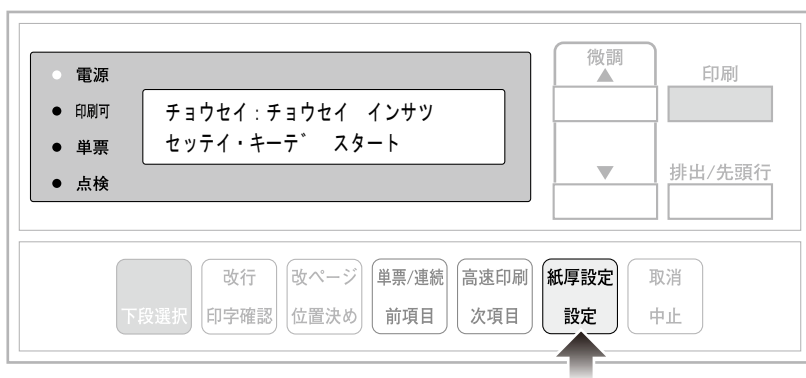 電源
印刷可
単票
点検
チョウセイ:チョウセイ インサツ
セッテイ・キーデ゛ スタート
微調
▲
▼
印刷
排出/先頭行
下段選択
改行
印字確認
改ページ
位置決め
単票/連続
前項目
高速印刷
次項目
紙厚設定
設定
取消
中止